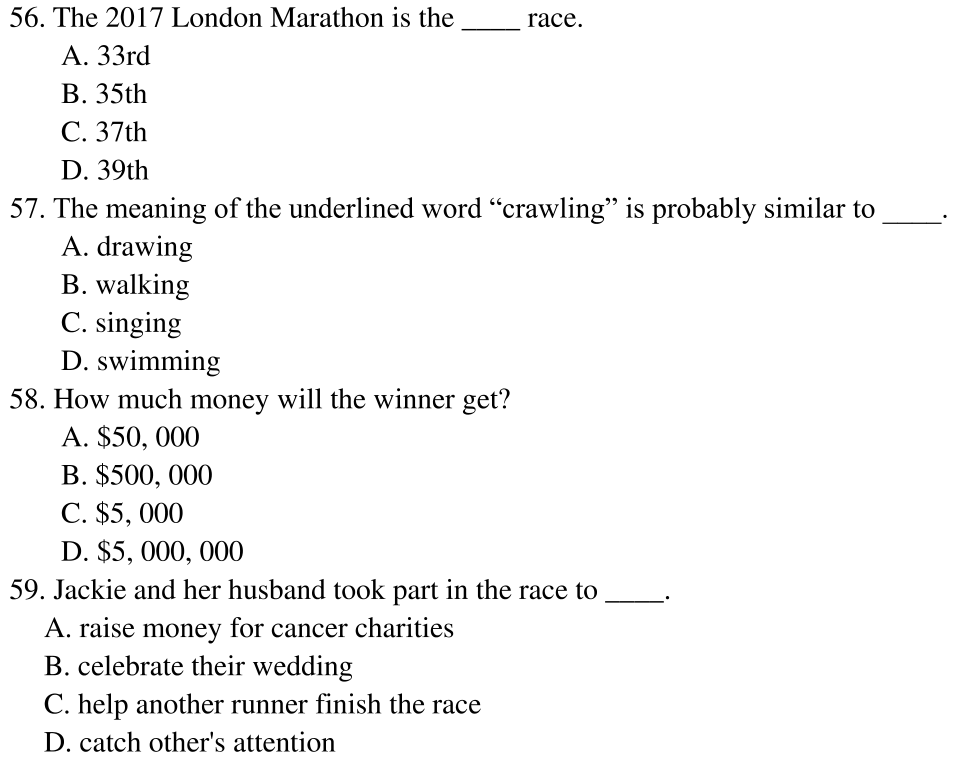 56. The 2017 London Marathon is the ____ race.
A. 33rd
B. 35th
C. 37th
D. 39th
57. The meaning of the underlined word “crawling” is probably similar to ____.
A. drawing
B. walking
C. singing
D. swimming
58. How much money will the winner get?
A. $50, 000
B. $500, 000
C. $5, 000
D. $5, 000, 000
59. Jackie and her husband took part in the race to ____.
A. raise money for cancer charities
B. celebrate their wedding
C. help another runner finish the race
D. catch other's attention